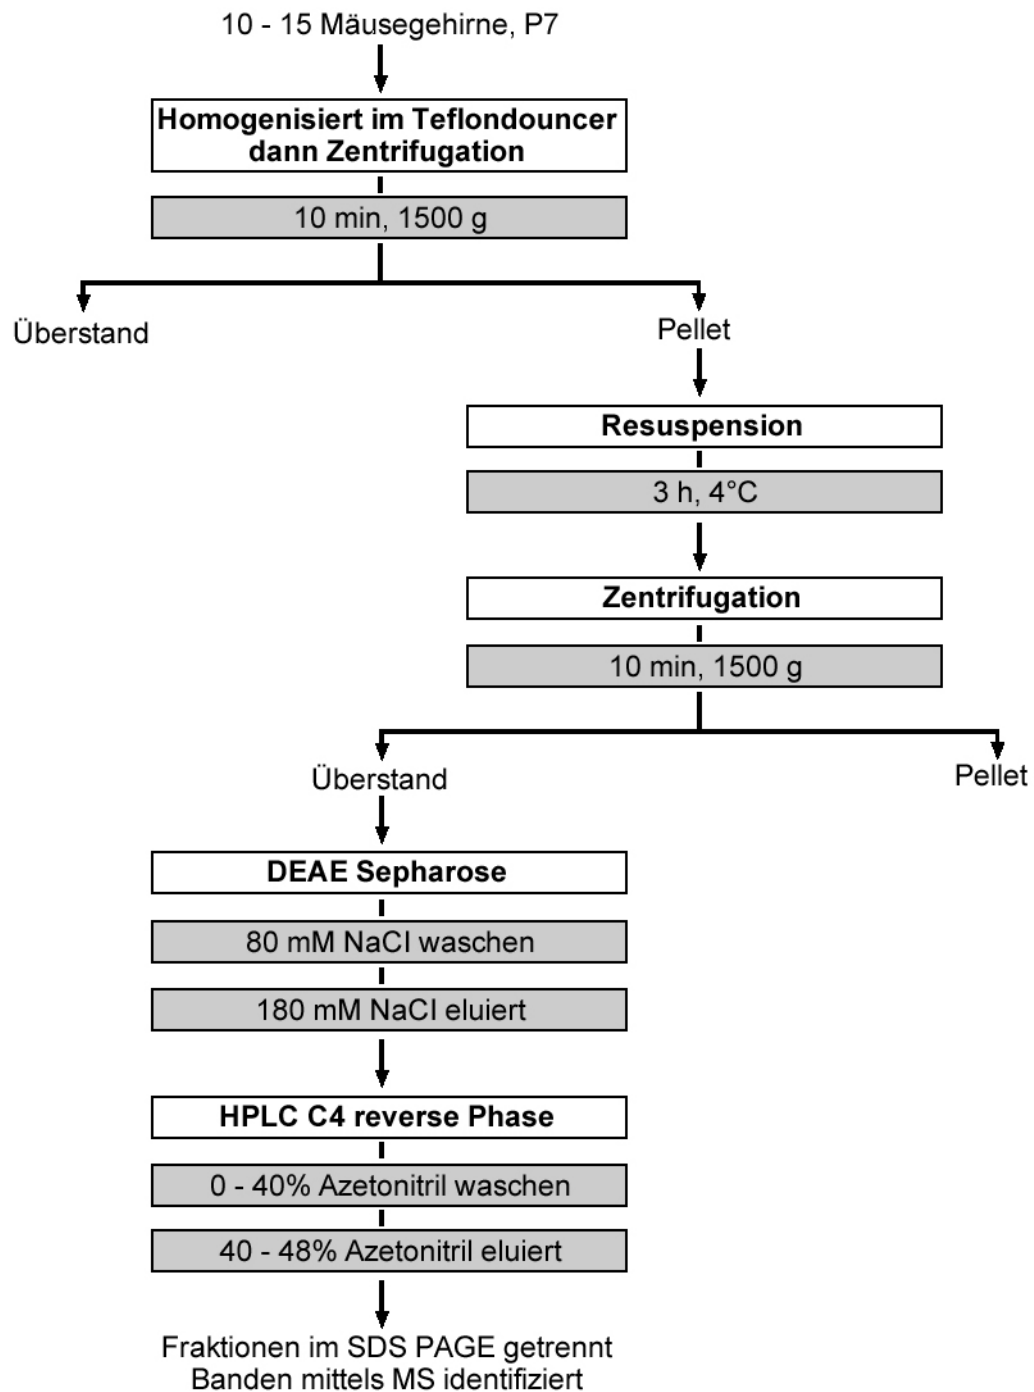 10 - 15 Mäusegehirne, P7
Homogenisiert im Teflondouncer
dann Zentrifugation
10 min, 1500 g
Überstand
Pellet
Resuspension
3 h, 4°C
Zentrifugation
10 min, 1500 g
Überstand
Pellet
DEAE Sepharose
80 mM NaCl waschen
180 mM NaCl eluiert
HPLC C4 reverse Phase
0 - 40% Azetonitril waschen
40 - 48% Azetonitril eluiert
Fraktionen im SDS PAGE getrennt
Banden mittels MS identifiziert